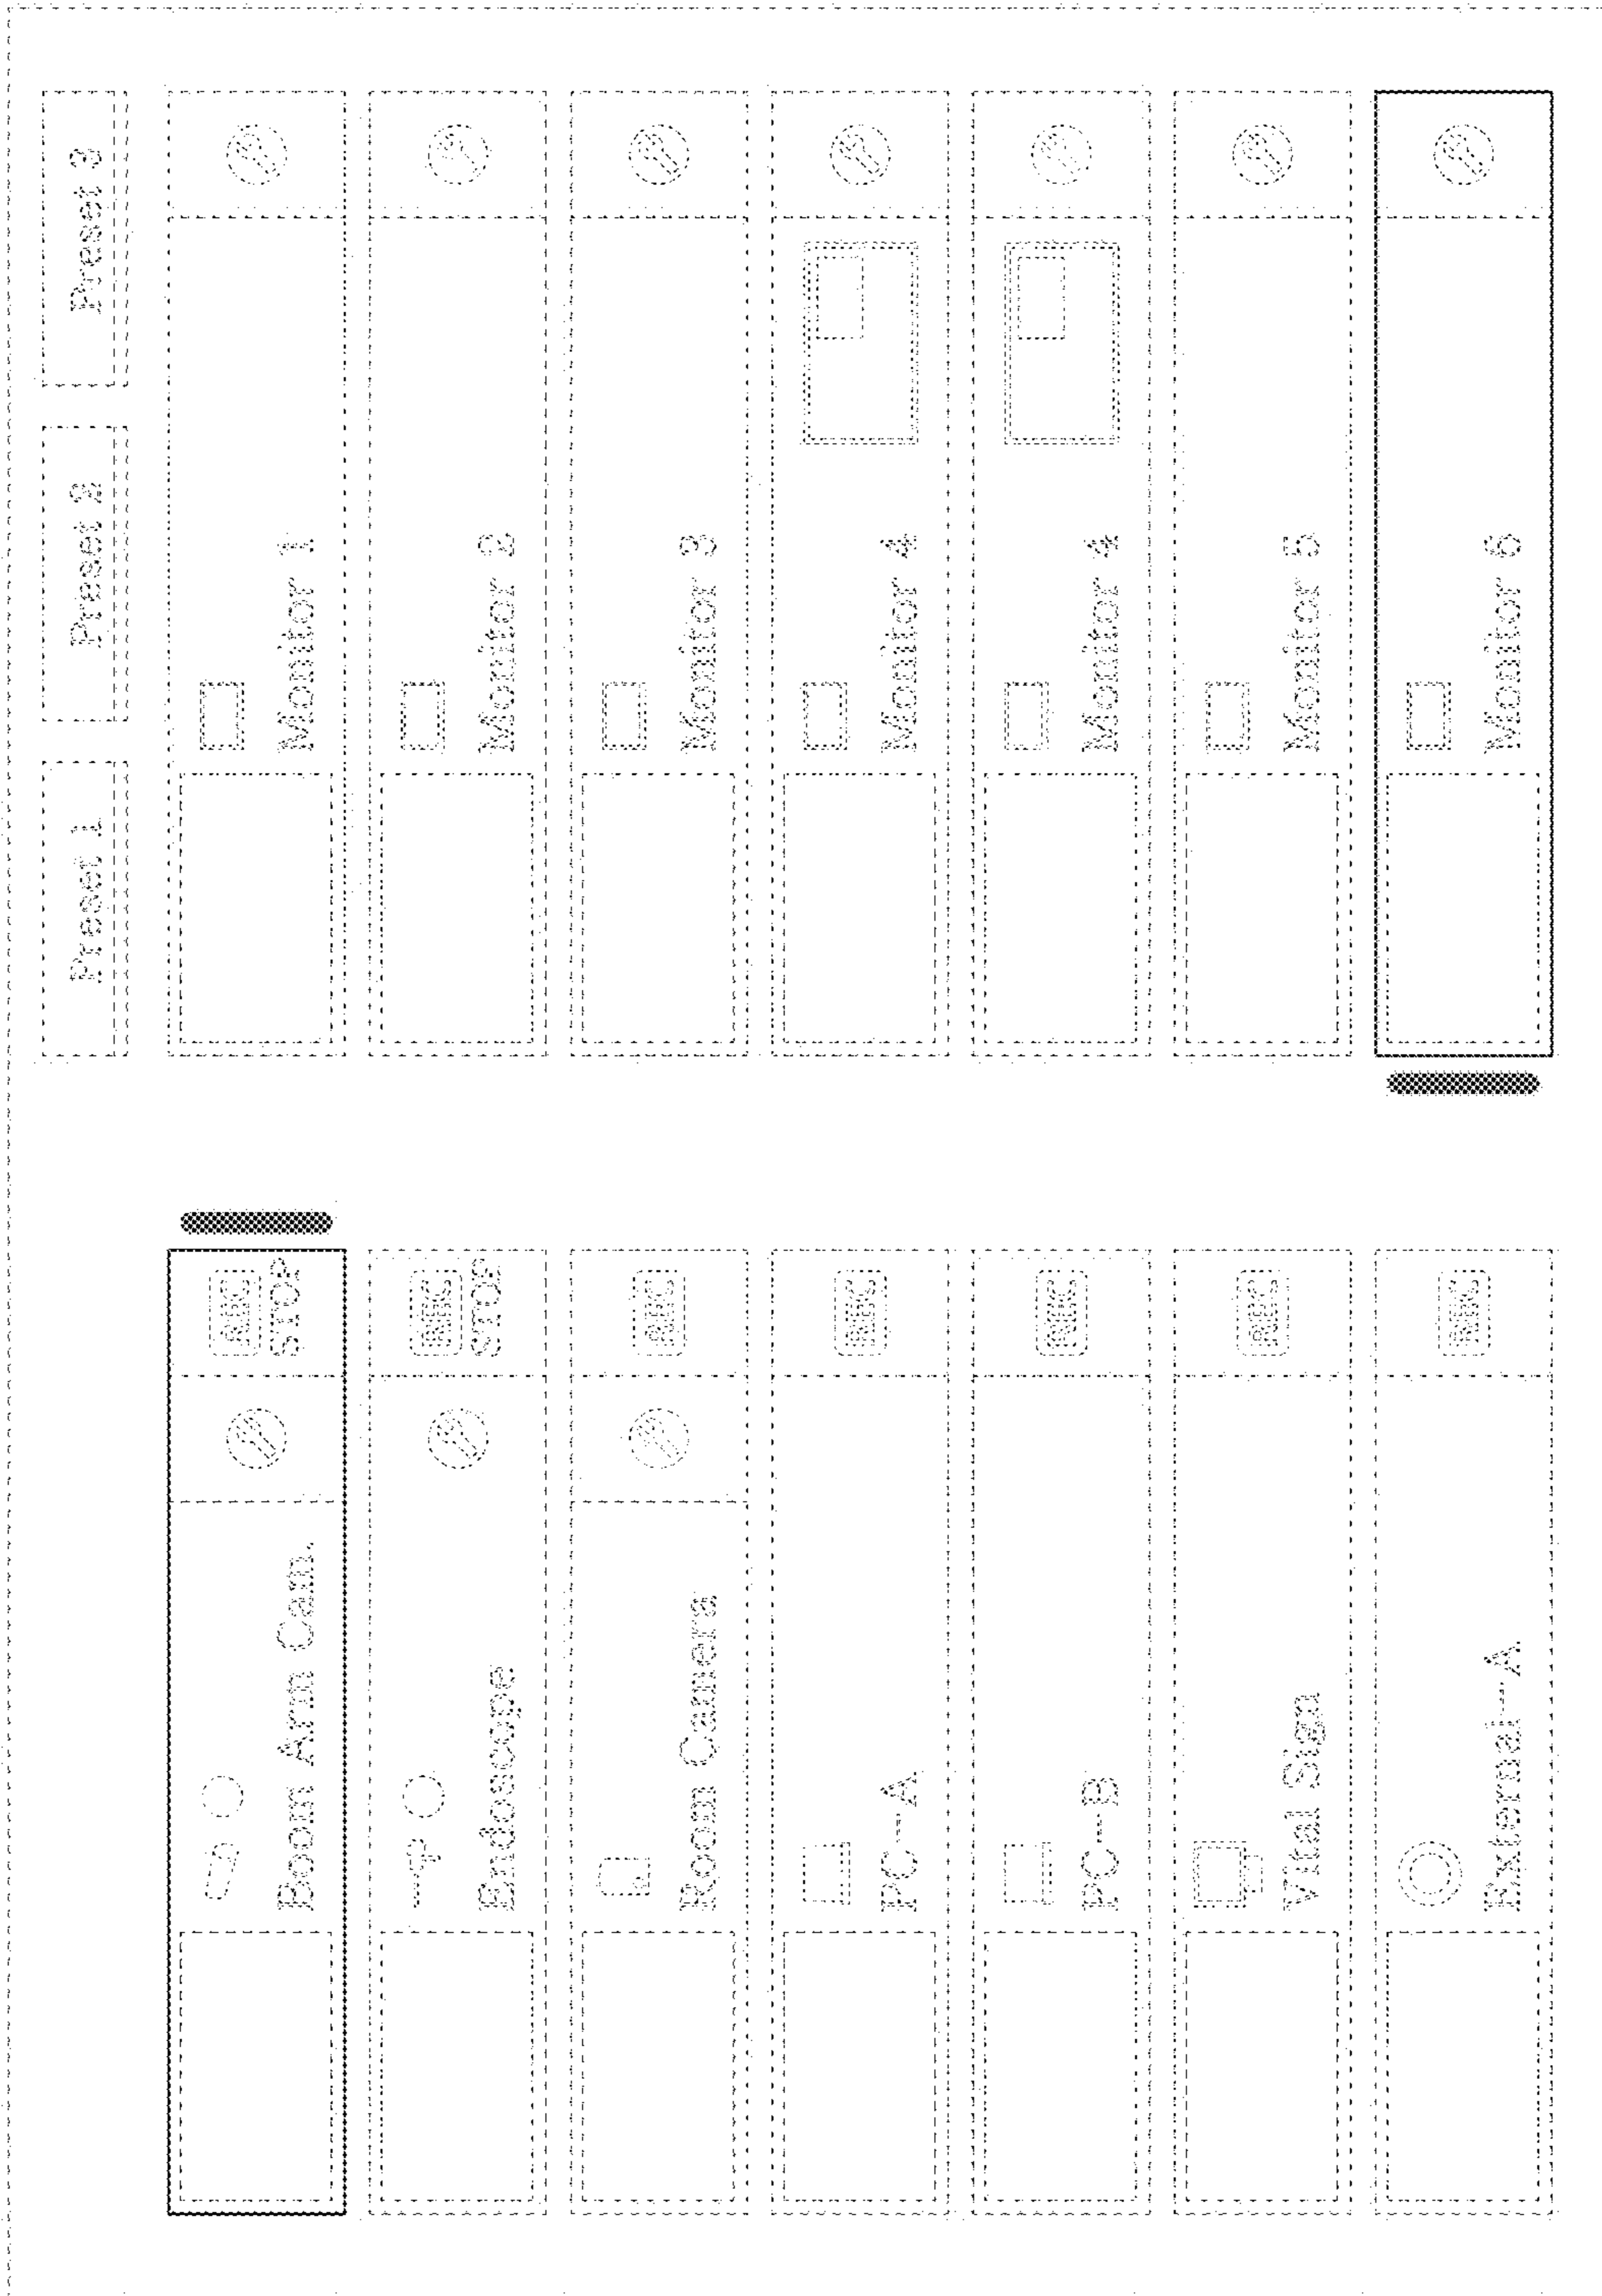 Preset 1
Preset 2
Preset 3
Boom Arm Cam.
REC
STOP
Endoscope
REC
STOP
Room Camera
REC
PC-A
REC
PC-B
REC
Vital Sign
REC
External-A
REC
Monitor 1
Monitor 2
Monitor 3
Monitor 4
Monitor 4
Monitor 5
Monitor 6